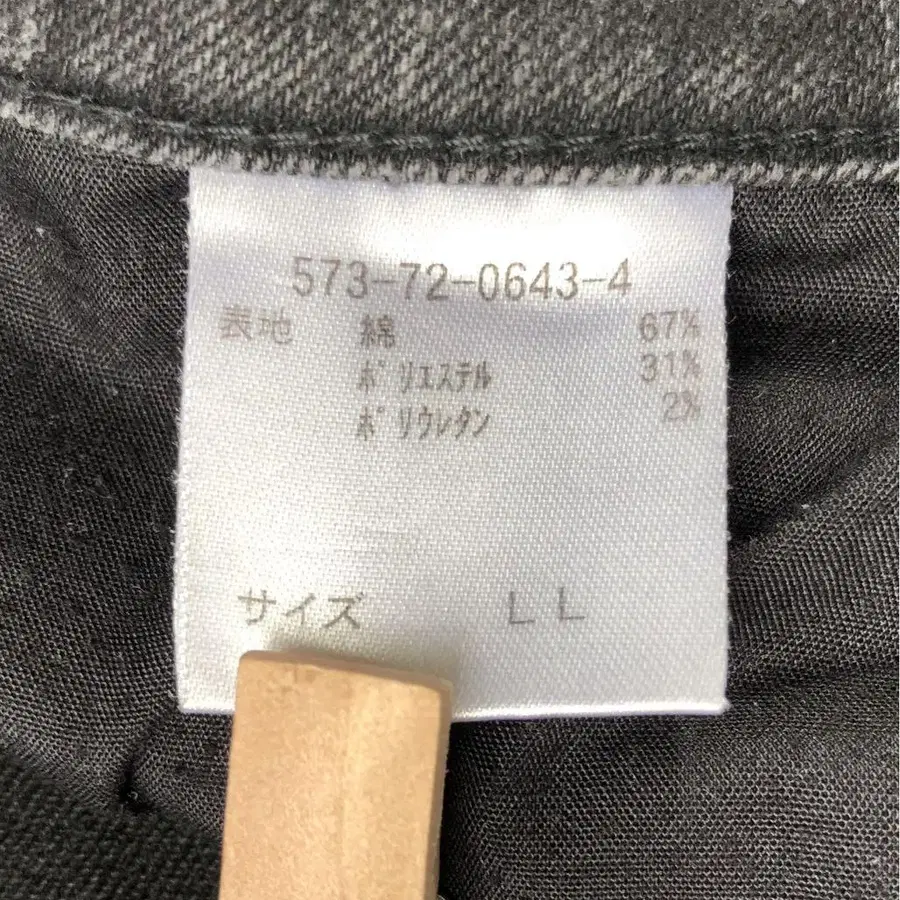 573-72-0643-4
表地 綿 67%
ﾎﾟﾘｴｽﾃﾙ 31%
ﾎﾟﾘｳﾚﾀﾝ 2%
サイズ LL